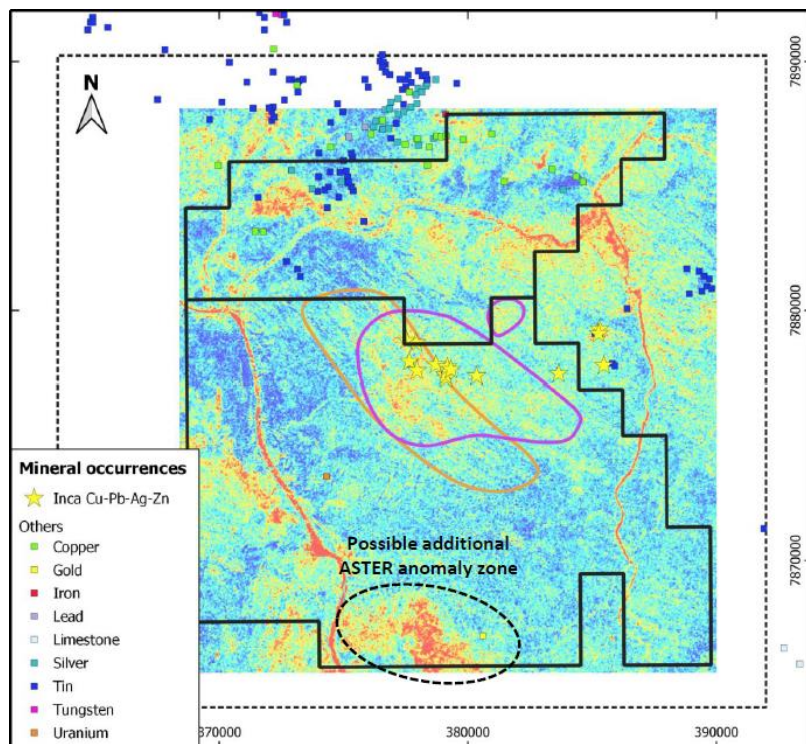 7890000
N
7880000
Mineral occurrences
Inca Cu-Pb-Ag-Zn
Others
Copper
Gold
Iron
Lead
Limestone
Silver
Tin
Tungsten
Uranium
Possible additional
ASTER anomaly zone
7870000
370000
380000
390000